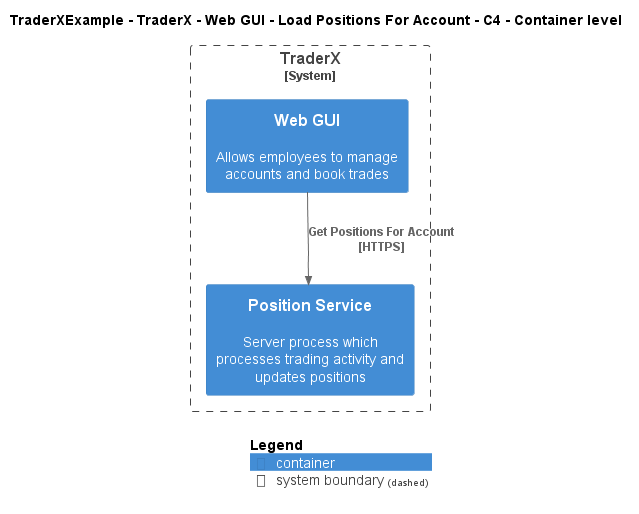 TraderXExample - TraderX - Web GUI - Load Positions For Account - C4 - Container level
TraderX
[System]
Web GUI
Allows employees to manage
accounts and book trades
Get Positions For Account
[HTTPS]
Position Service
Server process which
processes trading activity and
updates positions
Legend
container
system boundary (dashed)